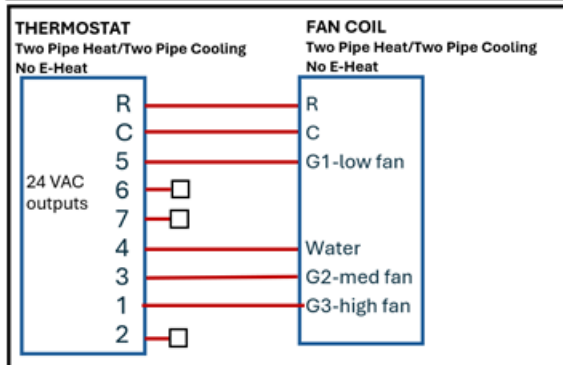 THERMOSTAT
Two Pipe Heat/Two Pipe Cooling
No E-Heat
FAN COIL
Two Pipe Heat/Two Pipe Cooling
No E-Heat
24 VAC
outputs
R
C
5
6
7
4
3
1
2
R
C
G1-low fan
Water
G2-med fan
G3-high fan